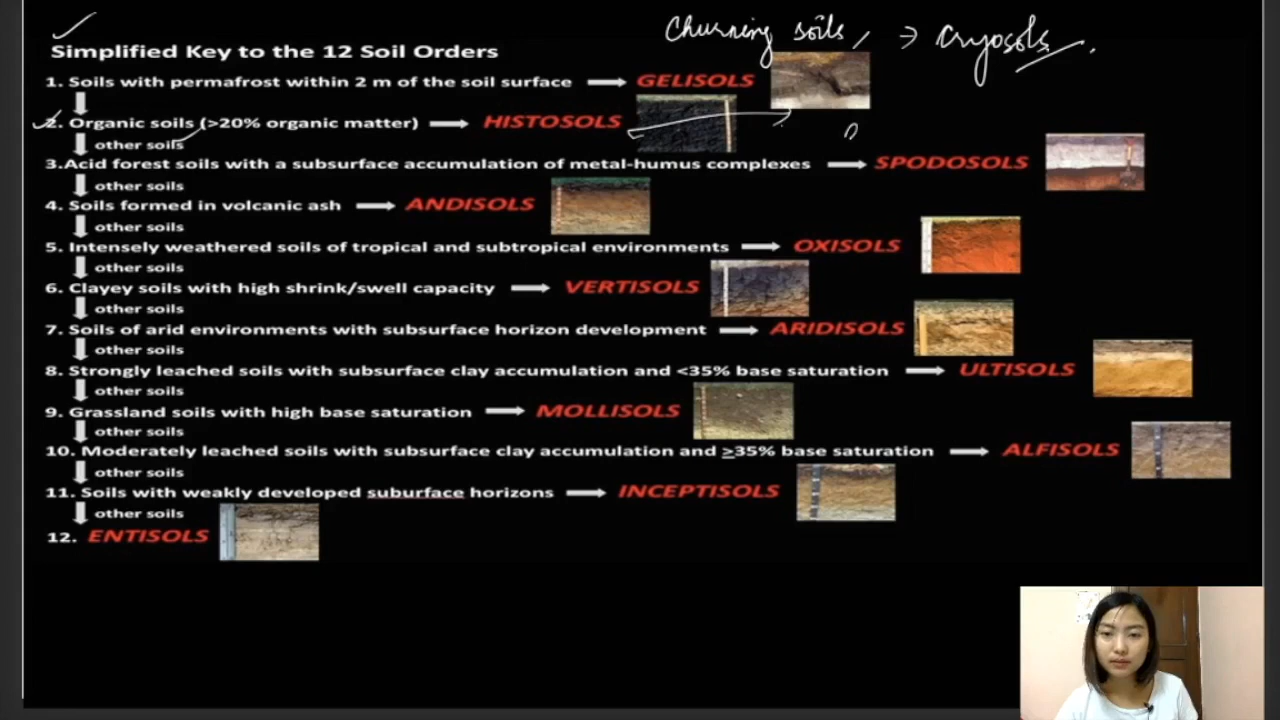 Churning soils, → cryosols.
Simplified Key to the 12 Soil Orders
1. Soils with permafrost within 2 m of the soil surface → GELISOLS
2. Organic soils (>20% organic matter) → HISTOSOLS
other soils
3.Acid forest soils with a subsurface accumulation of metal-humus complexes → SPODOSOLS
other soils
4. Soils formed in volcanic ash → ANDISOLS
other soils
5. Intensely weathered soils of tropical and subtropical environments → OXISOLS
other soils
6. Clayey soils with high shrink/swell capacity → VERTISOLS
other soils
7. Soils of arid environments with subsurface horizon development → ARIDISOLS
other soils
8. Strongly leached soils with subsurface clay accumulation and <35% base saturation → ULTISOLS
other soils
9. Grassland soils with high base saturation → MOLLISOLS
other soils
10. Moderately leached soils with subsurface clay accumulation and ≥35% base saturation → ALFISOLS
other soils
11. Soils with weakly developed suburface horizons → INCEPTISOLS
other soils
12. ENTISOLS